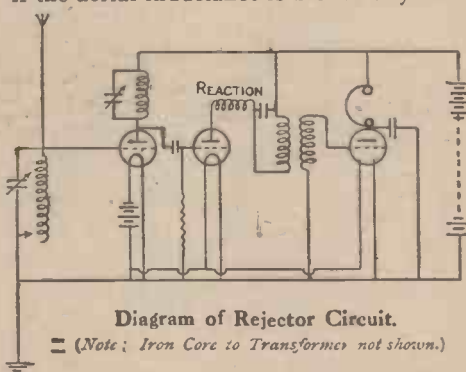 REACTION
Diagram of Rejector Circuit.
(Note; Iron Core to Transformer not shown.)